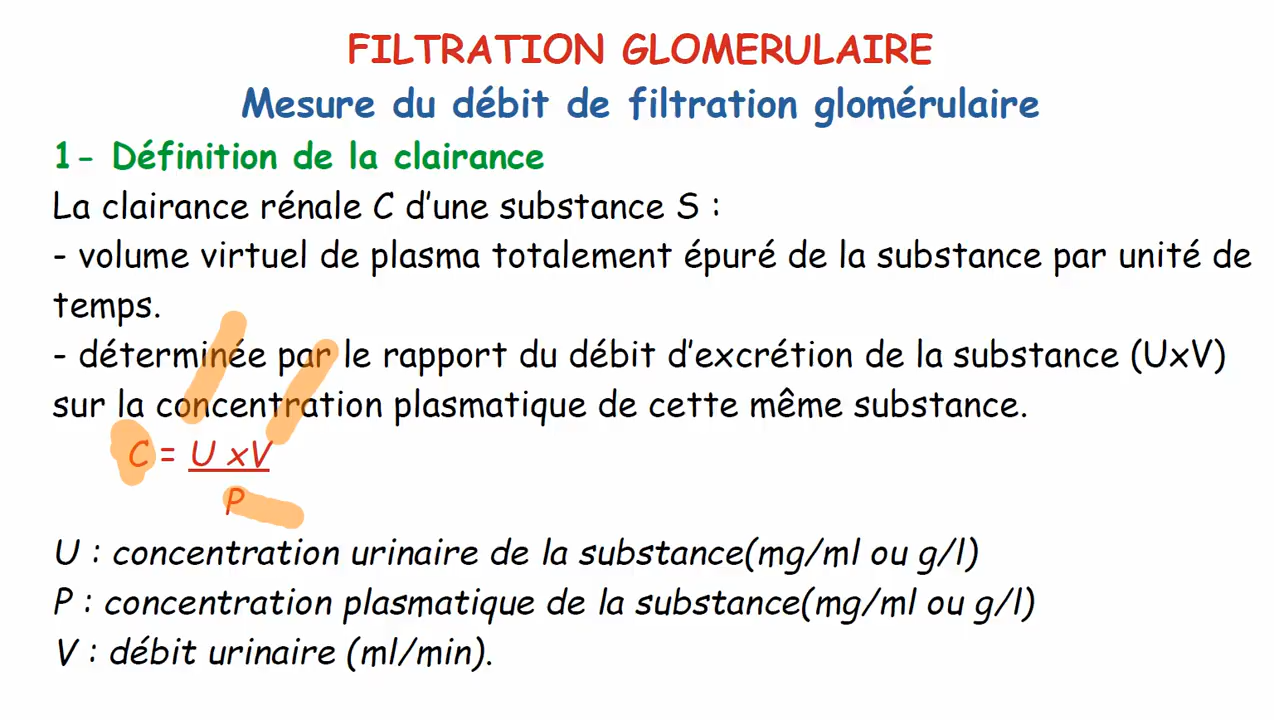 FILTRATION GLOMERULAIRE
Mesure du débit de filtration glomérulaire
1- Définition de la clairance
La clairance rénale C d’une substance S :
- volume virtuel de plasma totalement épuré de la substance par unité de
temps.
- déterminée par le rapport du débit d’excrétion de la substance (UxV)
sur la concentration plasmatique de cette même substance.
C = U xV
P
U : concentration urinaire de la substance(mg/ml ou g/l)
P : concentration plasmatique de la substance(mg/ml ou g/l)
V : débit urinaire (ml/min).